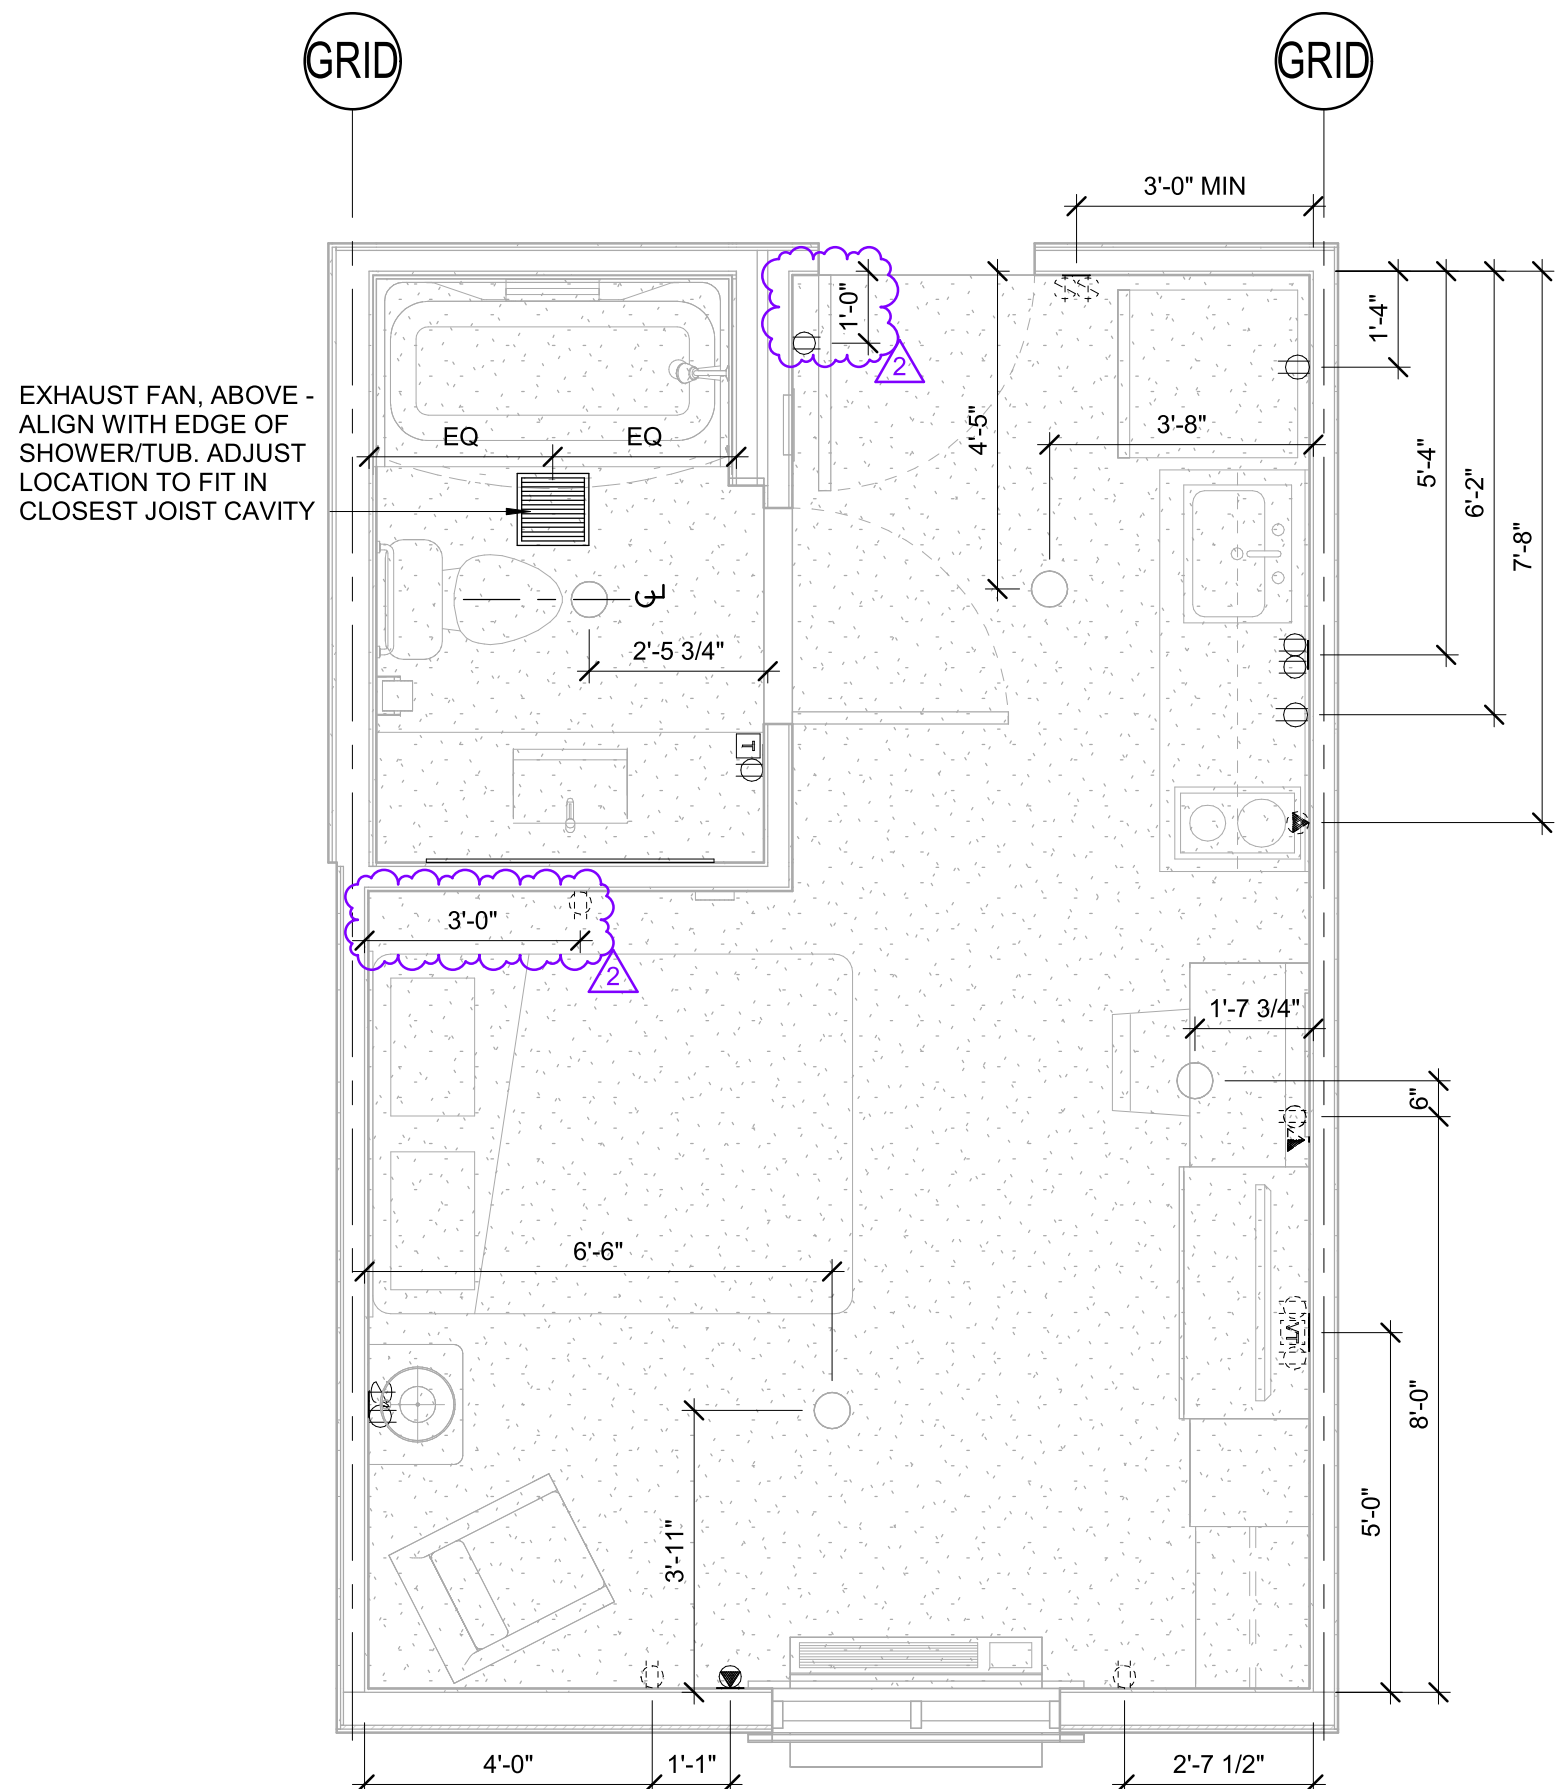 GRID
GRID
3'-0" MIN
1'-0"
2
1'-4"
EXHAUST FAN, ABOVE -
ALIGN WITH EDGE OF
SHOWER/TUB. ADJUST
LOCATION TO FIT IN
CLOSEST JOIST CAVITY
EQ
EQ
4'-5"
3'-8"
5'-4"
6'-2"
7'-8"
CL
2'-5 3/4"
T
3'-0"
2
1'-7 3/4"
6"
6'-6"
VT
8'-0"
5'-0"
3'-11"
4'-0"
1'-1"
2'-7 1/2"